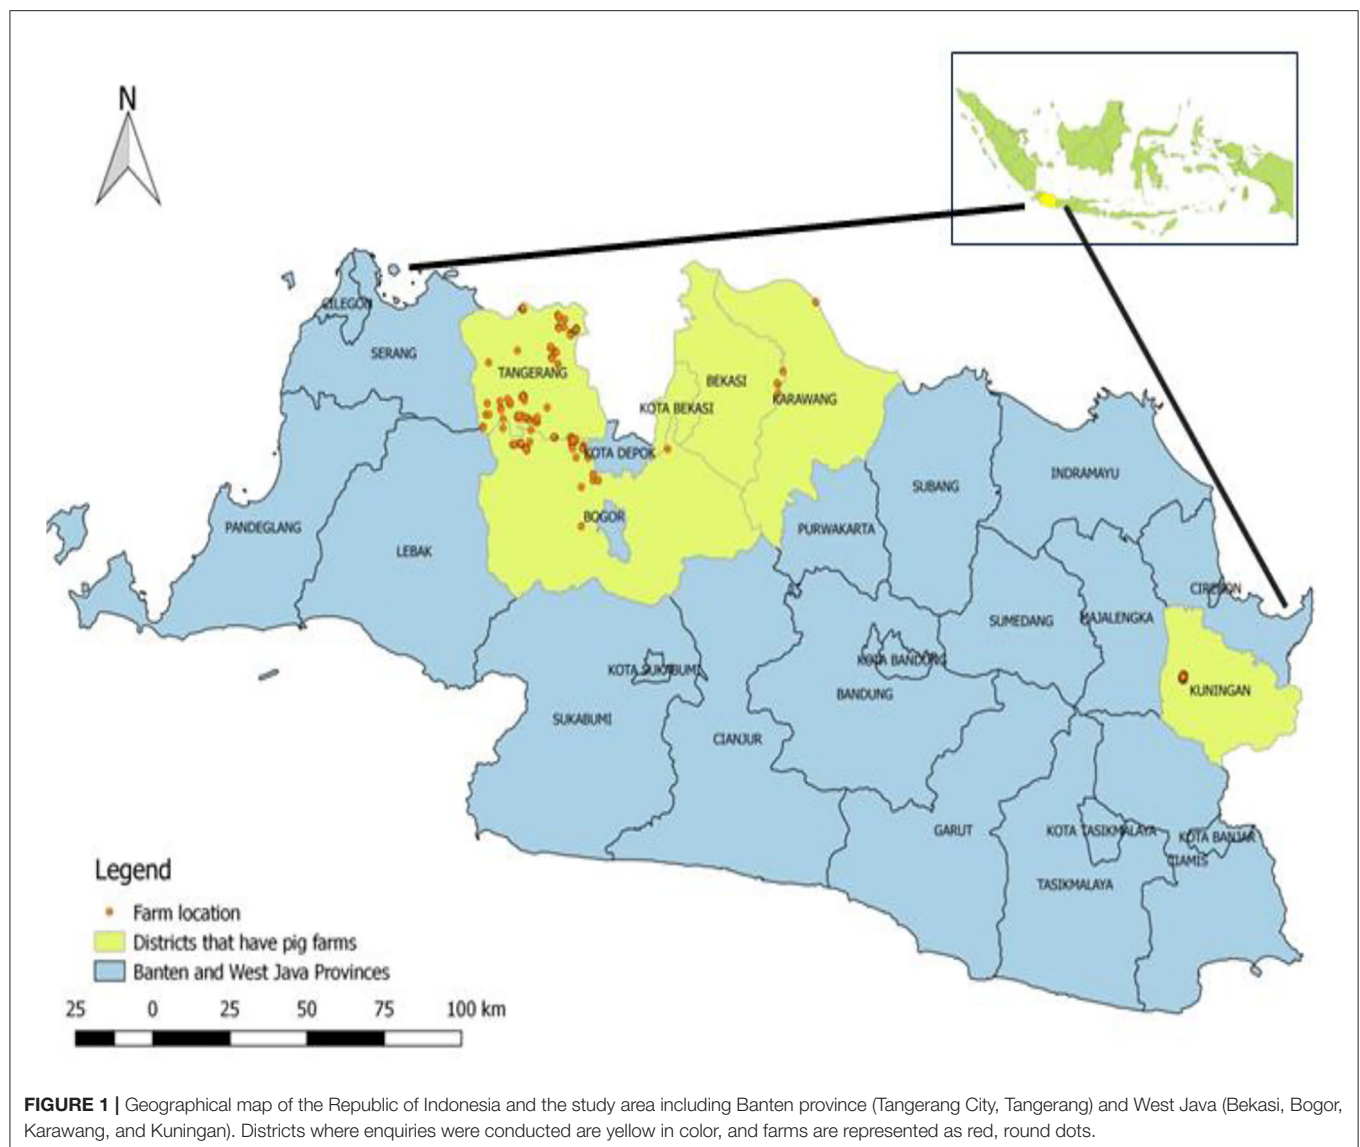 N
CILEGON
SERANG
TANGERANG
BEKASI
KOTA BEKASI
KARAWANG
KOTA DEPOK
INDRAMAYU
SUBANG
BOGOR
PANDEGLANG
PURWAKARTA
LEBAK
CIREBON
MAJALENGKA
SUMEDANG
KOTA BANDUNG
KOTA SUKABUMI
KUNINGAN
BANDUNG
SUKABUMI
CIANJUR
GARUT
KOTA TASIKMALAYA
KOTA BANJAR
CIAMIS
TASIKMALAYA
Legend
Farm location
Districts that have pig farms
Banten and West Java Provinces
25 0 25 50 75 100 km
FIGURE 1 | Geographical map of the Republic of Indonesia and the study area including Banten province (Tangerang City, Tangerang) and West Java (Bekasi, Bogor,
Karawang, and Kuningan). Districts where enquiries were conducted are yellow in color, and farms are represented as red, round dots.